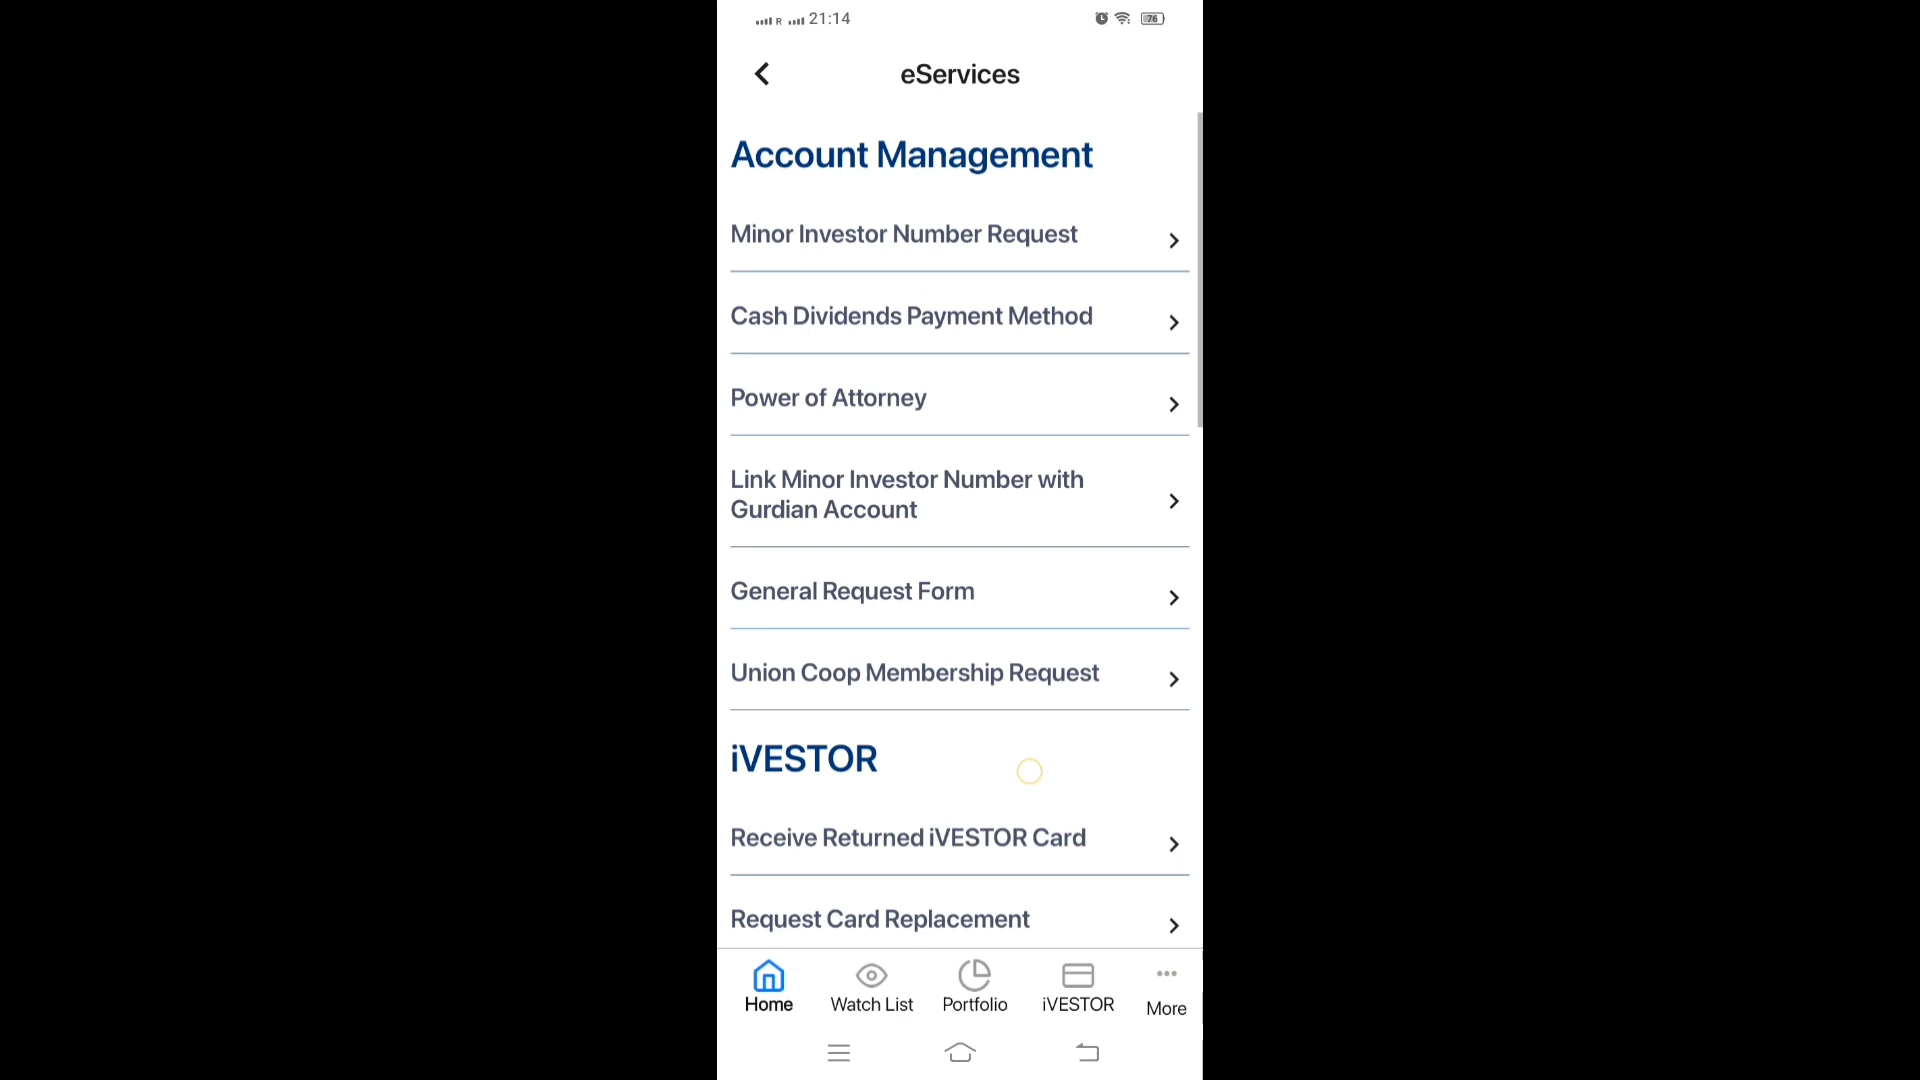 R 21:14 76
eServices
Account Management
Minor Investor Number Request
Cash Dividends Payment Method
Power of Attorney
Link Minor Investor Number with
Gurdian Account
General Request Form
Union Coop Membership Request
iVESTOR
Receive Returned iVESTOR Card
Request Card Replacement
Home Watch List Portfolio iVESTOR More